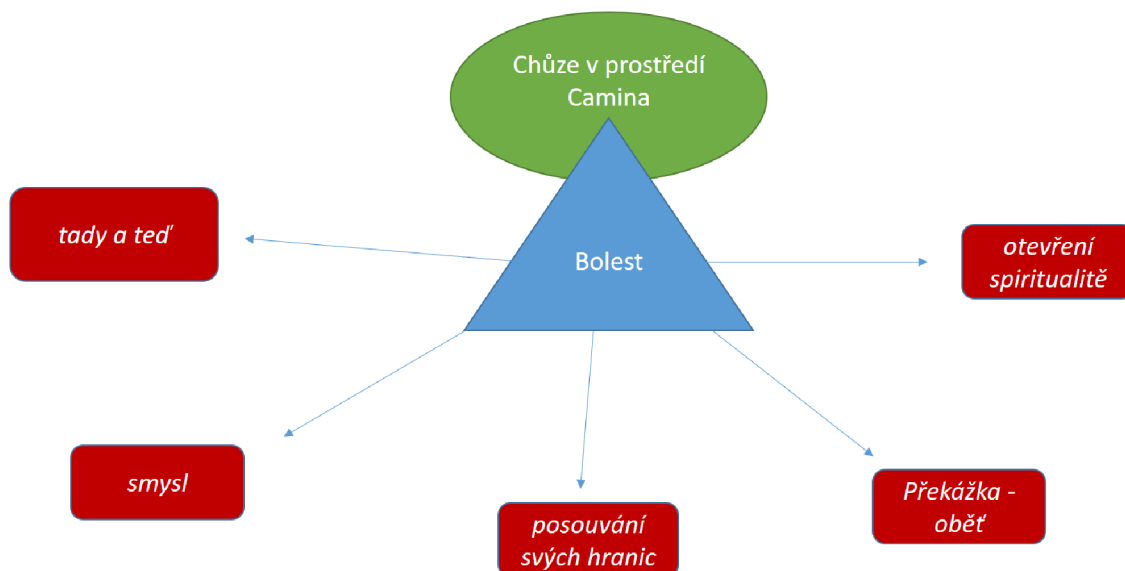 Chůze v prostředí
Camina
tady a teď
Bolest
otevření
spiritualitě
smysl
posouvání
svých hranic
Překážka -
oběť